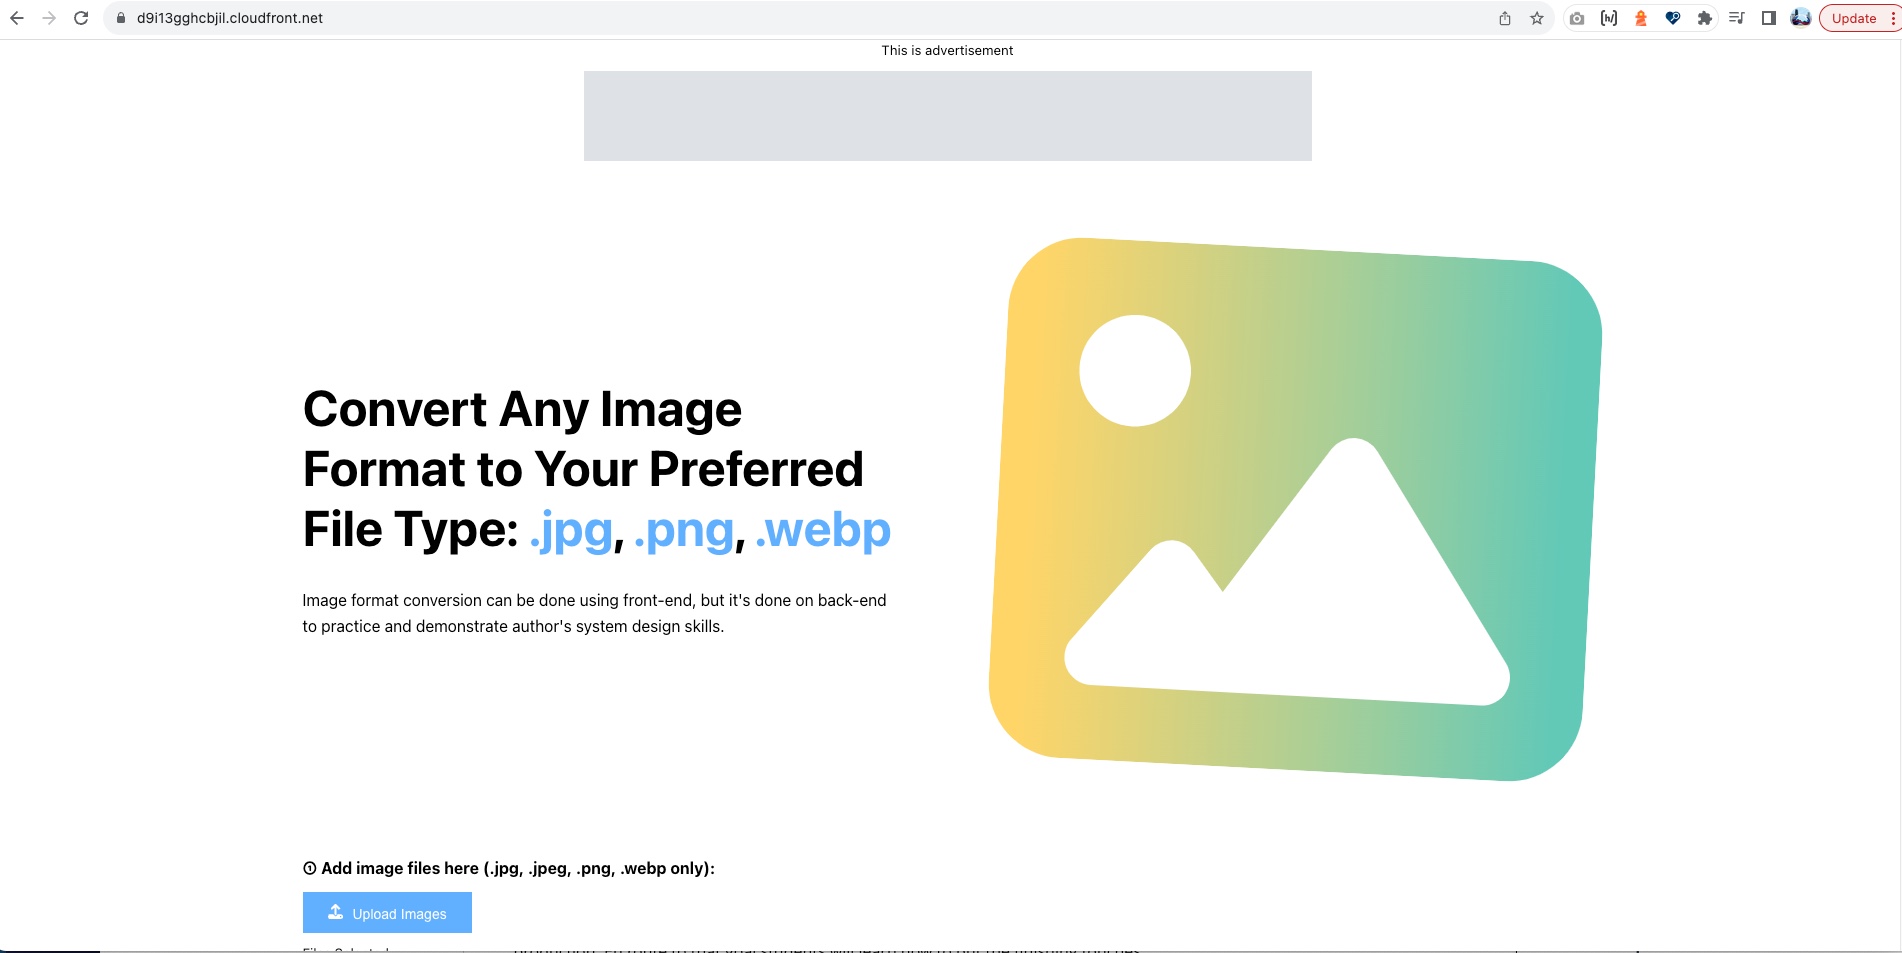 d9i13gghcbjil.cloudfront.net
Update
This is advertisement
Convert Any Image
Format to Your Preferred
File Type: .jpg, .png, .webp
Image format conversion can be done using front-end, but it's done on back-end
to practice and demonstrate author's system design skills.
① Add image files here (.jpg, .jpeg, .png, .webp only):
Upload Images